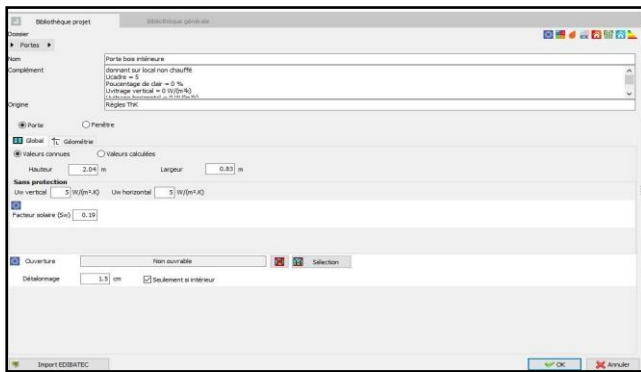 Bibliothèque projet
Bibliothèque générale
Dossier
Portes
Nom Porte bois intérieure
Complément donnant sur local non chauffé
Ucadre = 5
Poucentage de clair = 0 %
Uvitrage vertical = 0 W/(m²K)
Origine Règles ThK
Porte Fenêtre
Global Géométrie
Valeurs connues Valeurs calculées
Hauteur 2.04 m Largeur 0.83 m
Sans protection
Uw vertical 5 W/(m².K) Uw horizontal 5 W/(m².K)
Facteur solaire (Sw) 0.19
Ouverture Non ouvrable Sélection
Détalonnage 1.5 cm Seulement si intérieur
Import EDIBATEC OK Annuler